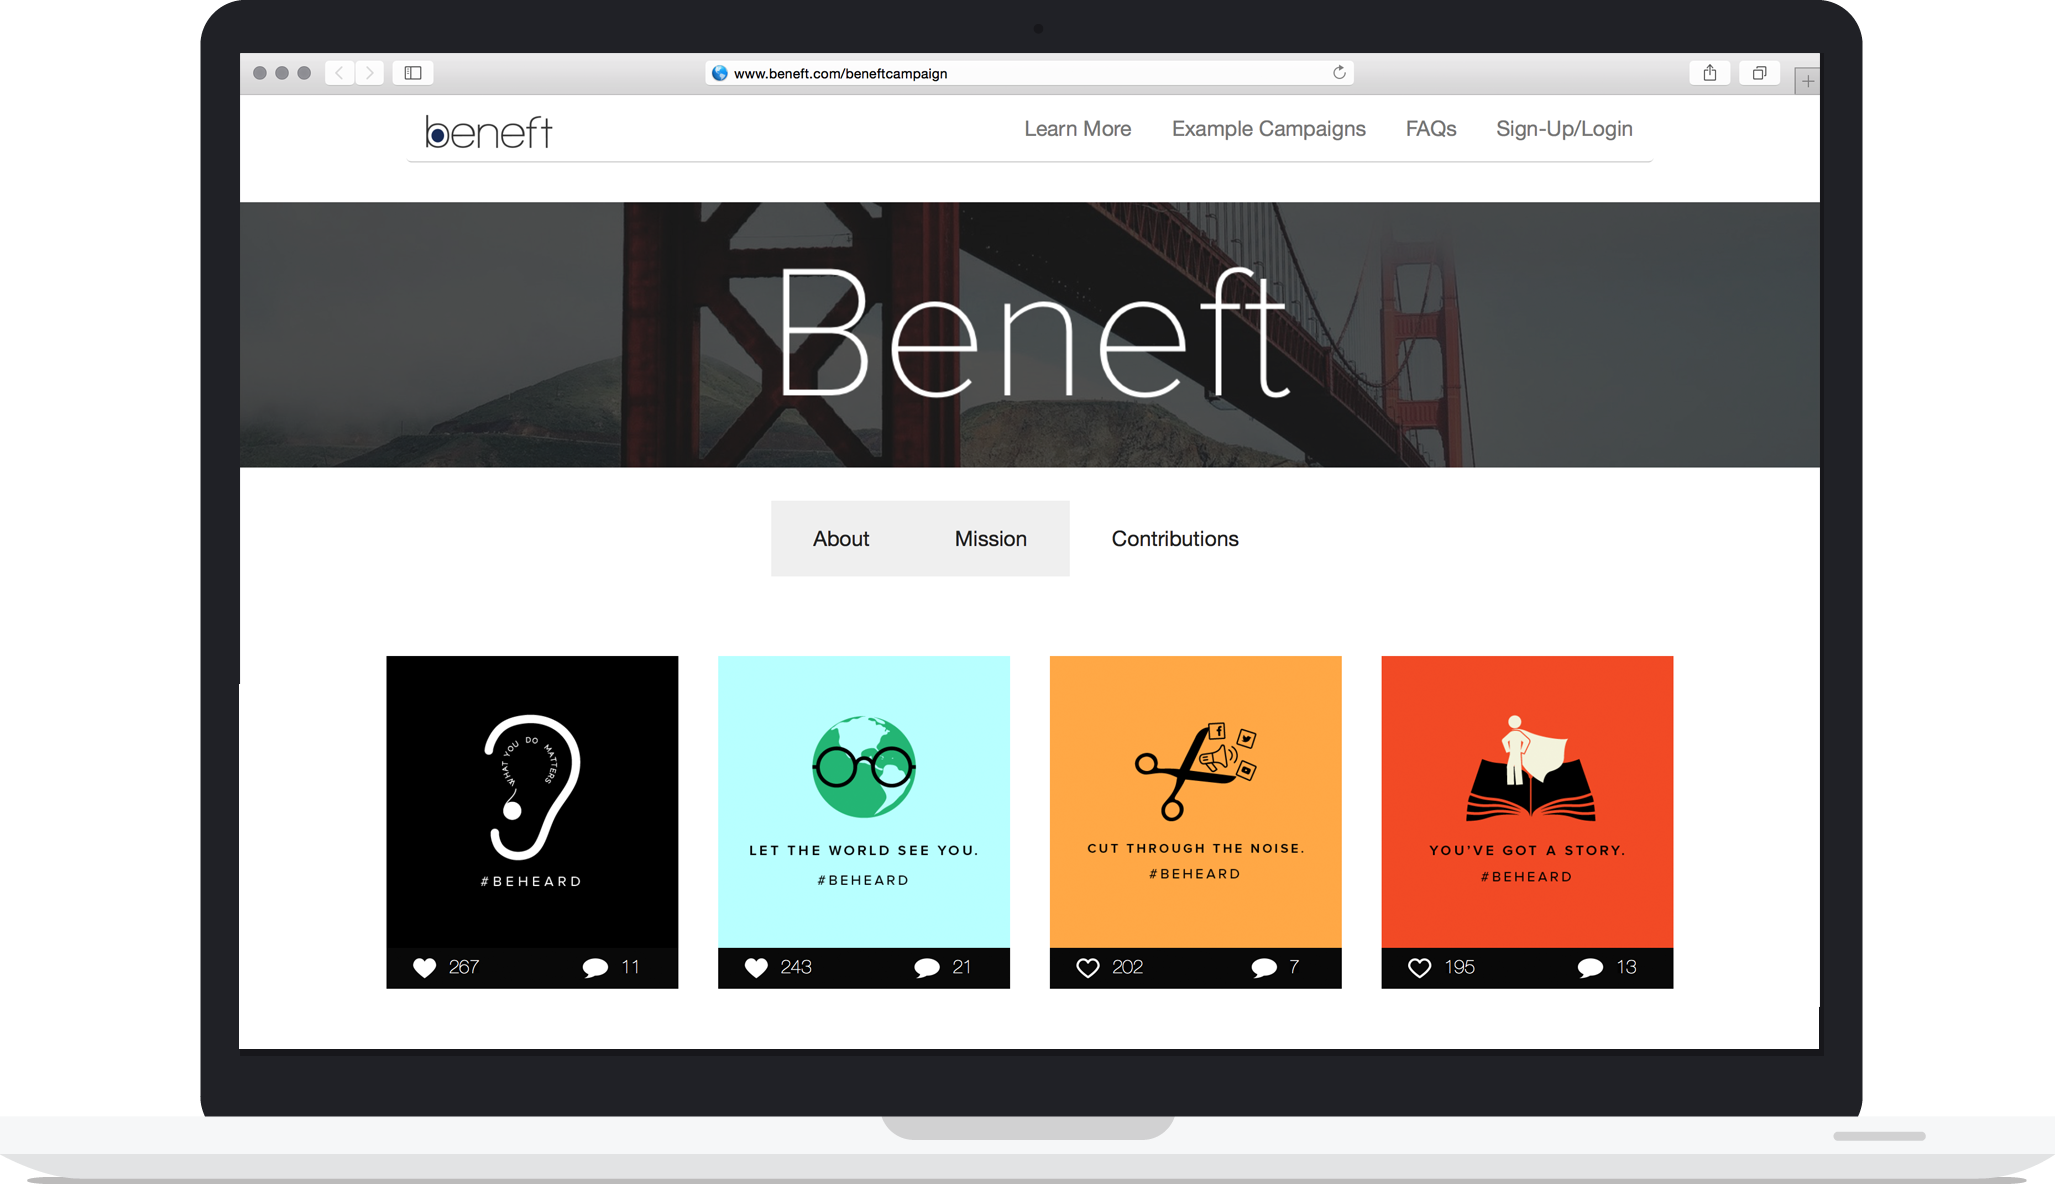 www.beneft.com/beneftcampaign
beneft
Learn More Example Campaigns FAQs Sign-Up/Login
Beneft
About Mission Contributions
WHAT YOU DO MATTERS
#BEHEARD
267 11
LET THE WORLD SEE YOU.
#BEHEARD
243 21
CUT THROUGH THE NOISE.
#BEHEARD
202 7
YOU'VE GOT A STORY.
#BEHEARD
195 13